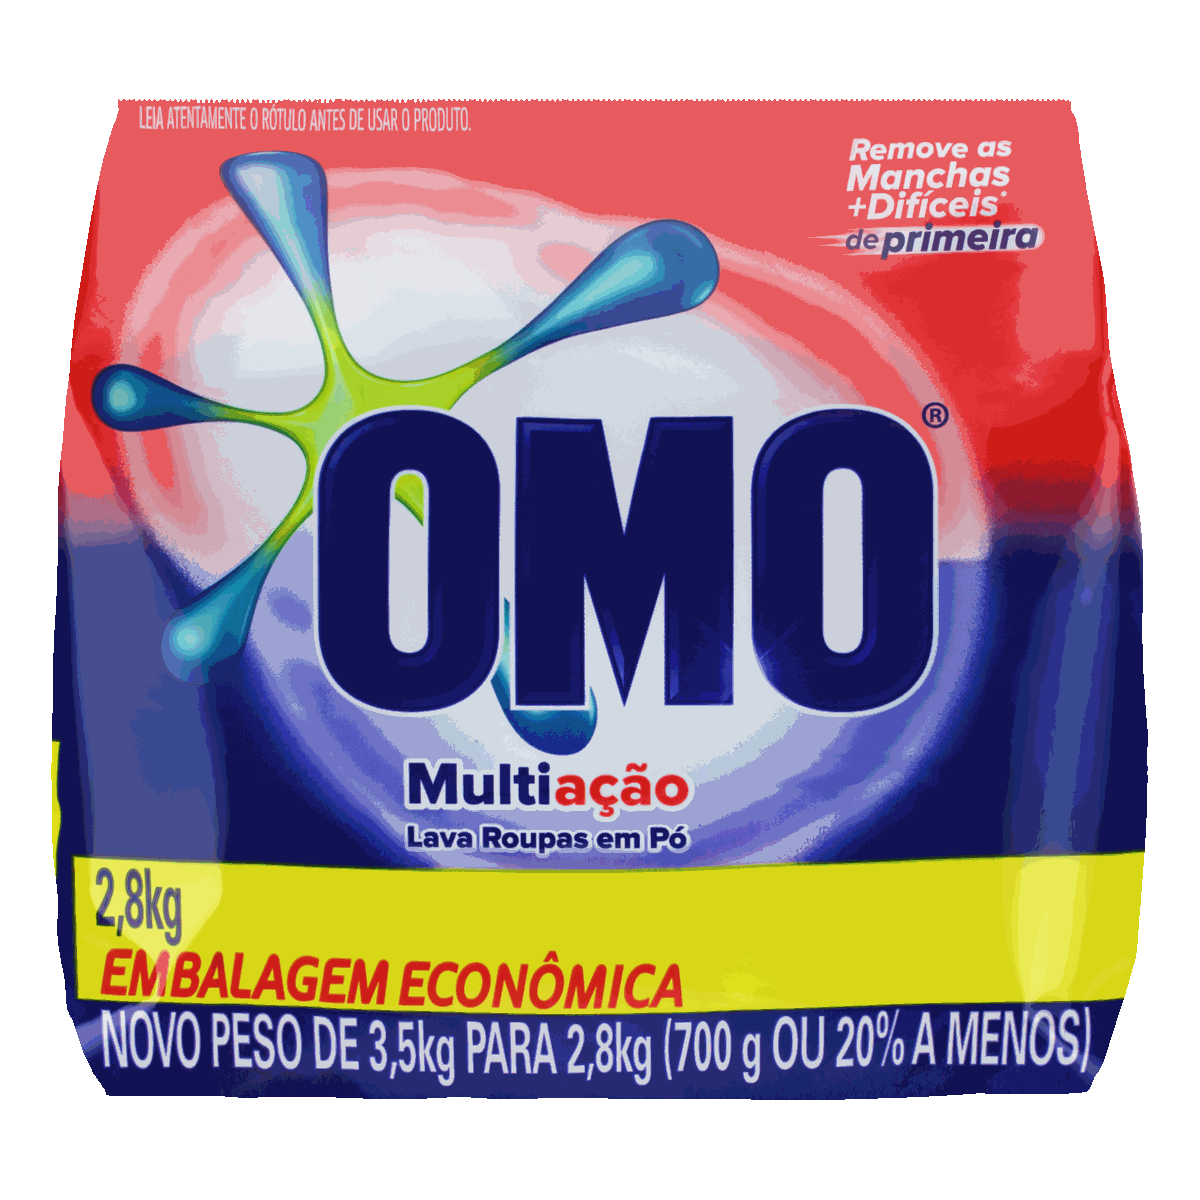 LEIA ATENTAMENTE O RÓTULO ANTES DE USAR O PRODUTO.
Remove as
Manchas
+Difíceis*
de primeira
OMO®
Multiação
Lava Roupas em Pó
2,8kg
EMBALAGEM ECONÔMICA
NOVO PESO DE 3,5kg PARA 2,8kg (700 g OU 20% A MENOS)